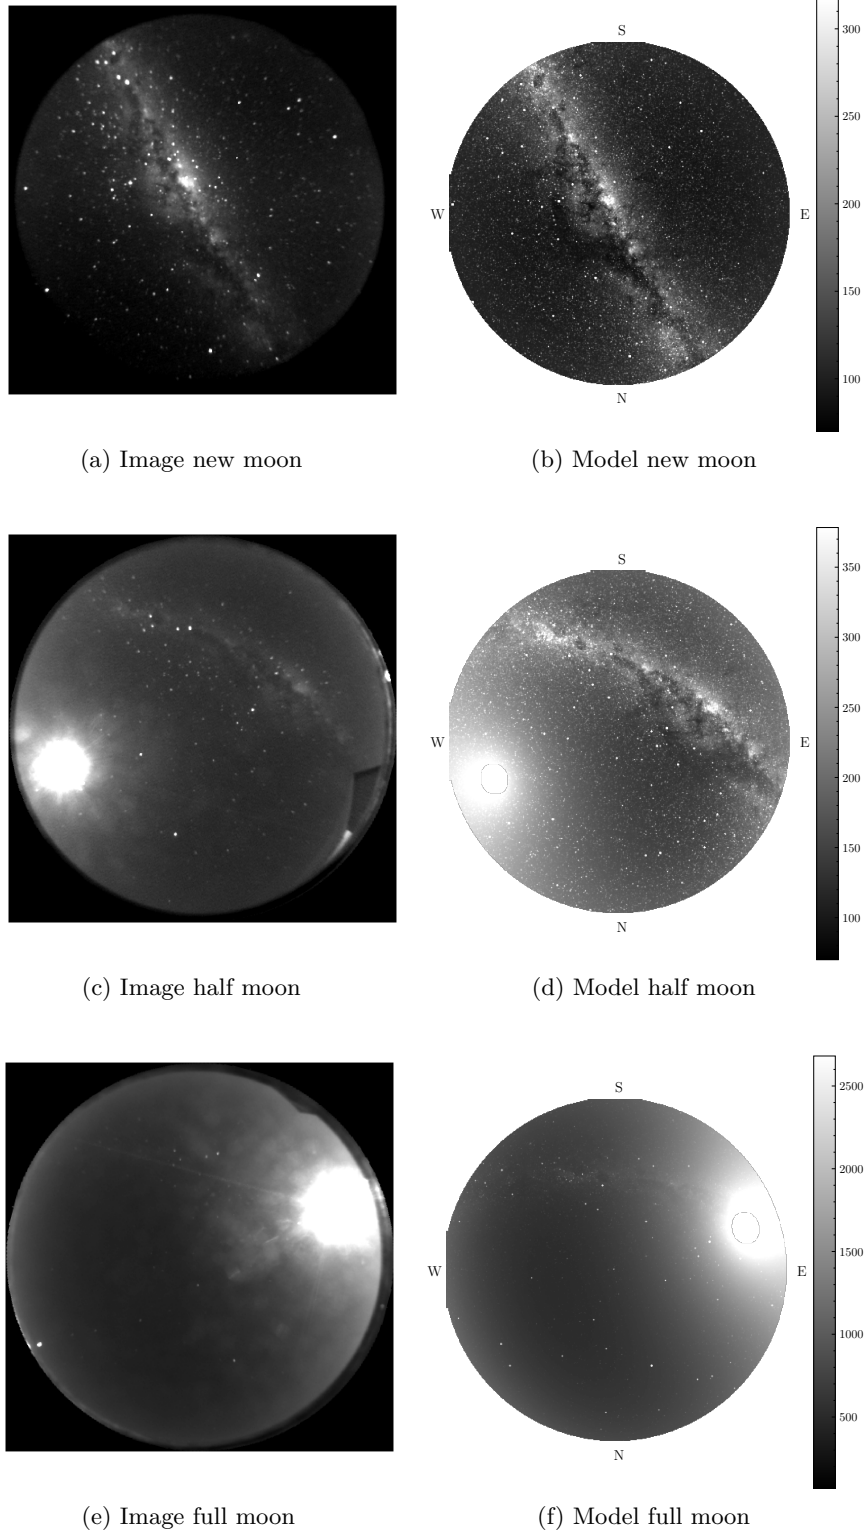 S
W
E
N
300
250
200
150
100
(a) Image new moon
(b) Model new moon
S
W
E
N
350
300
250
200
150
100
(c) Image half moon
(d) Model half moon
S
W
E
N
2500
2000
1500
1000
500
(e) Image full moon
(f) Model full moon